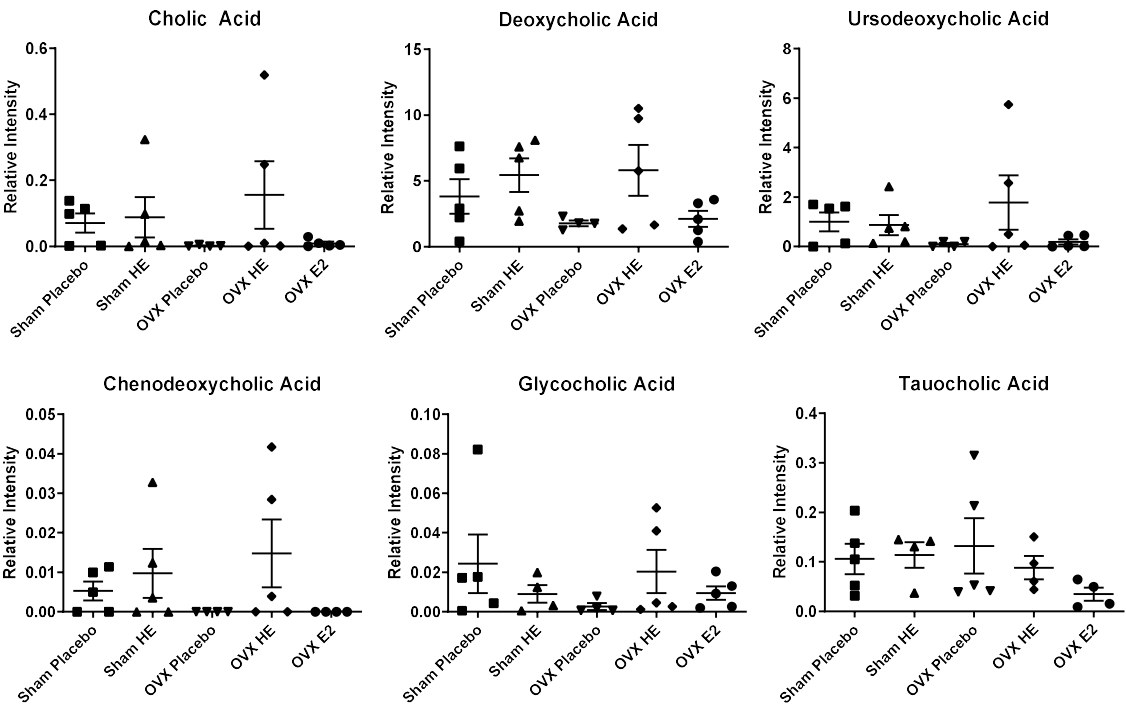 Cholic Acid
Deoxycholic Acid
Ursodeoxycholic Acid
Relative Intensity
0.6
0.4
0.2
0.0
Sham Placebo
Sham HE
OVX Placebo
OVX HE
OVX E2
Relative Intensity
15
10
5
0
Sham Placebo
Sham HE
OVX Placebo
OVX HE
OVX E2
Relative Intensity
8
6
4
2
0
Sham Placebo
Sham HE
OVX Placebo
OVX HE
OVX E2
Chenodeoxycholic Acid
Glycocholic Acid
Tauocholic Acid
Relative Intensity
0.05
0.04
0.03
0.02
0.01
0.00
Sham Placebo
Sham HE
OVX Placebo
OVX HE
OVX E2
Relative Intensity
0.10
0.08
0.06
0.04
0.02
0.00
Sham Placebo
Sham HE
OVX Placebo
OVX HE
OVX E2
Relative Intensity
0.4
0.3
0.2
0.1
0.0
Sham Placebo
Sham HE
OVX Placebo
OVX HE
OVX E2